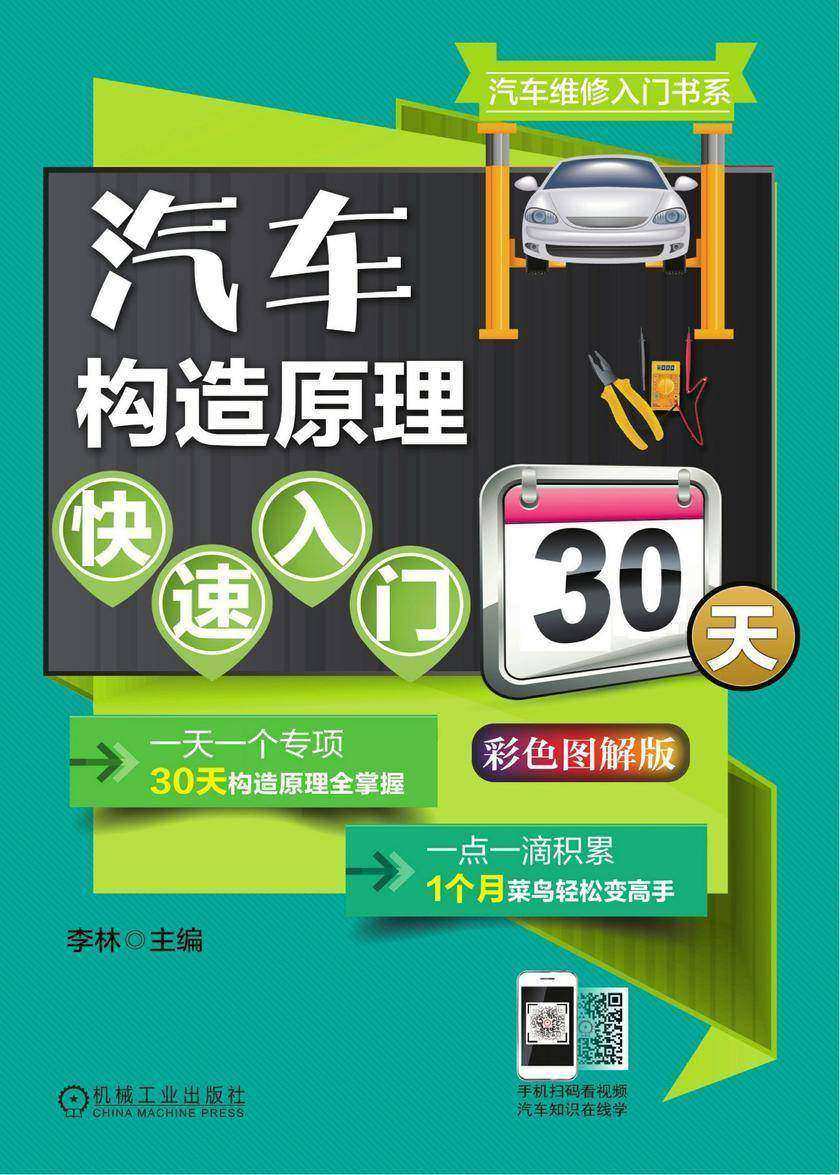 汽车维修入门书系
汽车
构造原理
快速入门
30天
一天一个专项
30天构造原理全掌握
彩色图解版
一点一滴积累
1个月菜鸟轻松变高手
李林◎主编
手机扫码看视频
汽车知识在线学
机械工业出版社
CHINA MACHINE PRESS